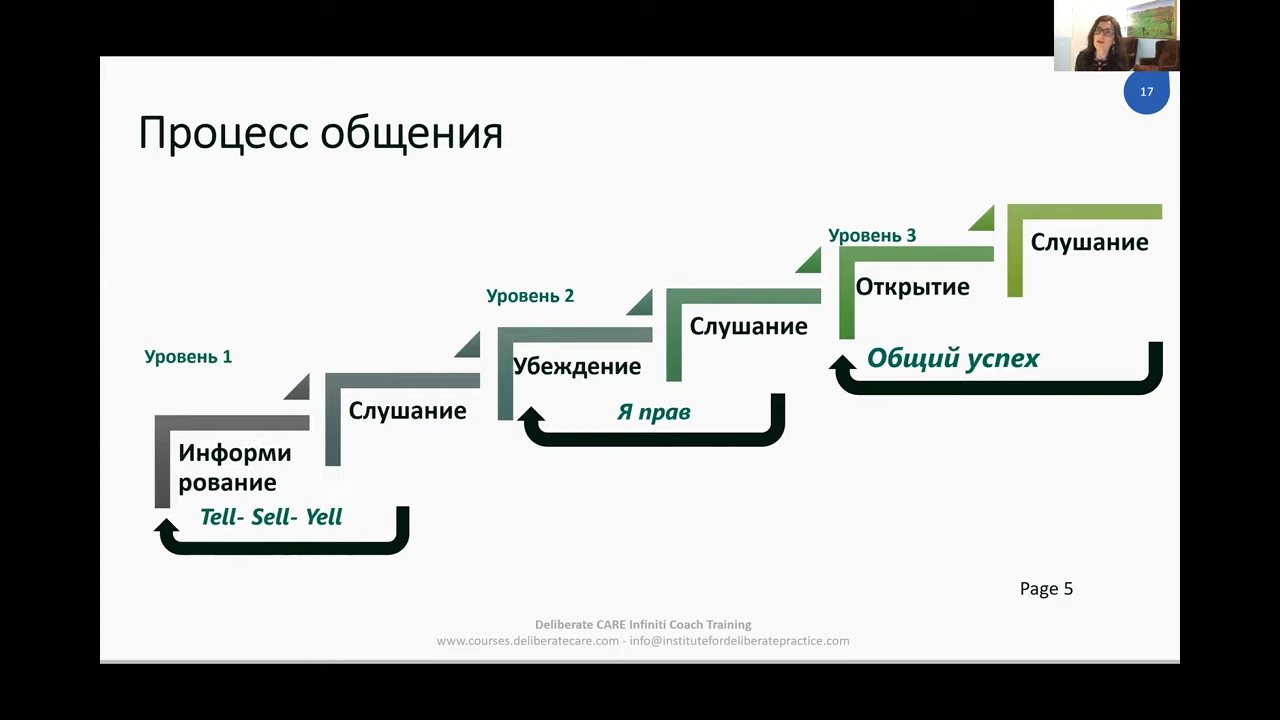 17
Процесс общения
Уровень 1
Информи
рование
Tell- Sell- Yell
Слушание
Уровень 2
Убеждение
Я прав
Слушание
Уровень 3
Открытие
Общий успех
Слушание
Page 5
Deliberate CARE Infiniti Coach Training
www.courses.deliberatecare.com - info@institutefordeliberatepractice.com